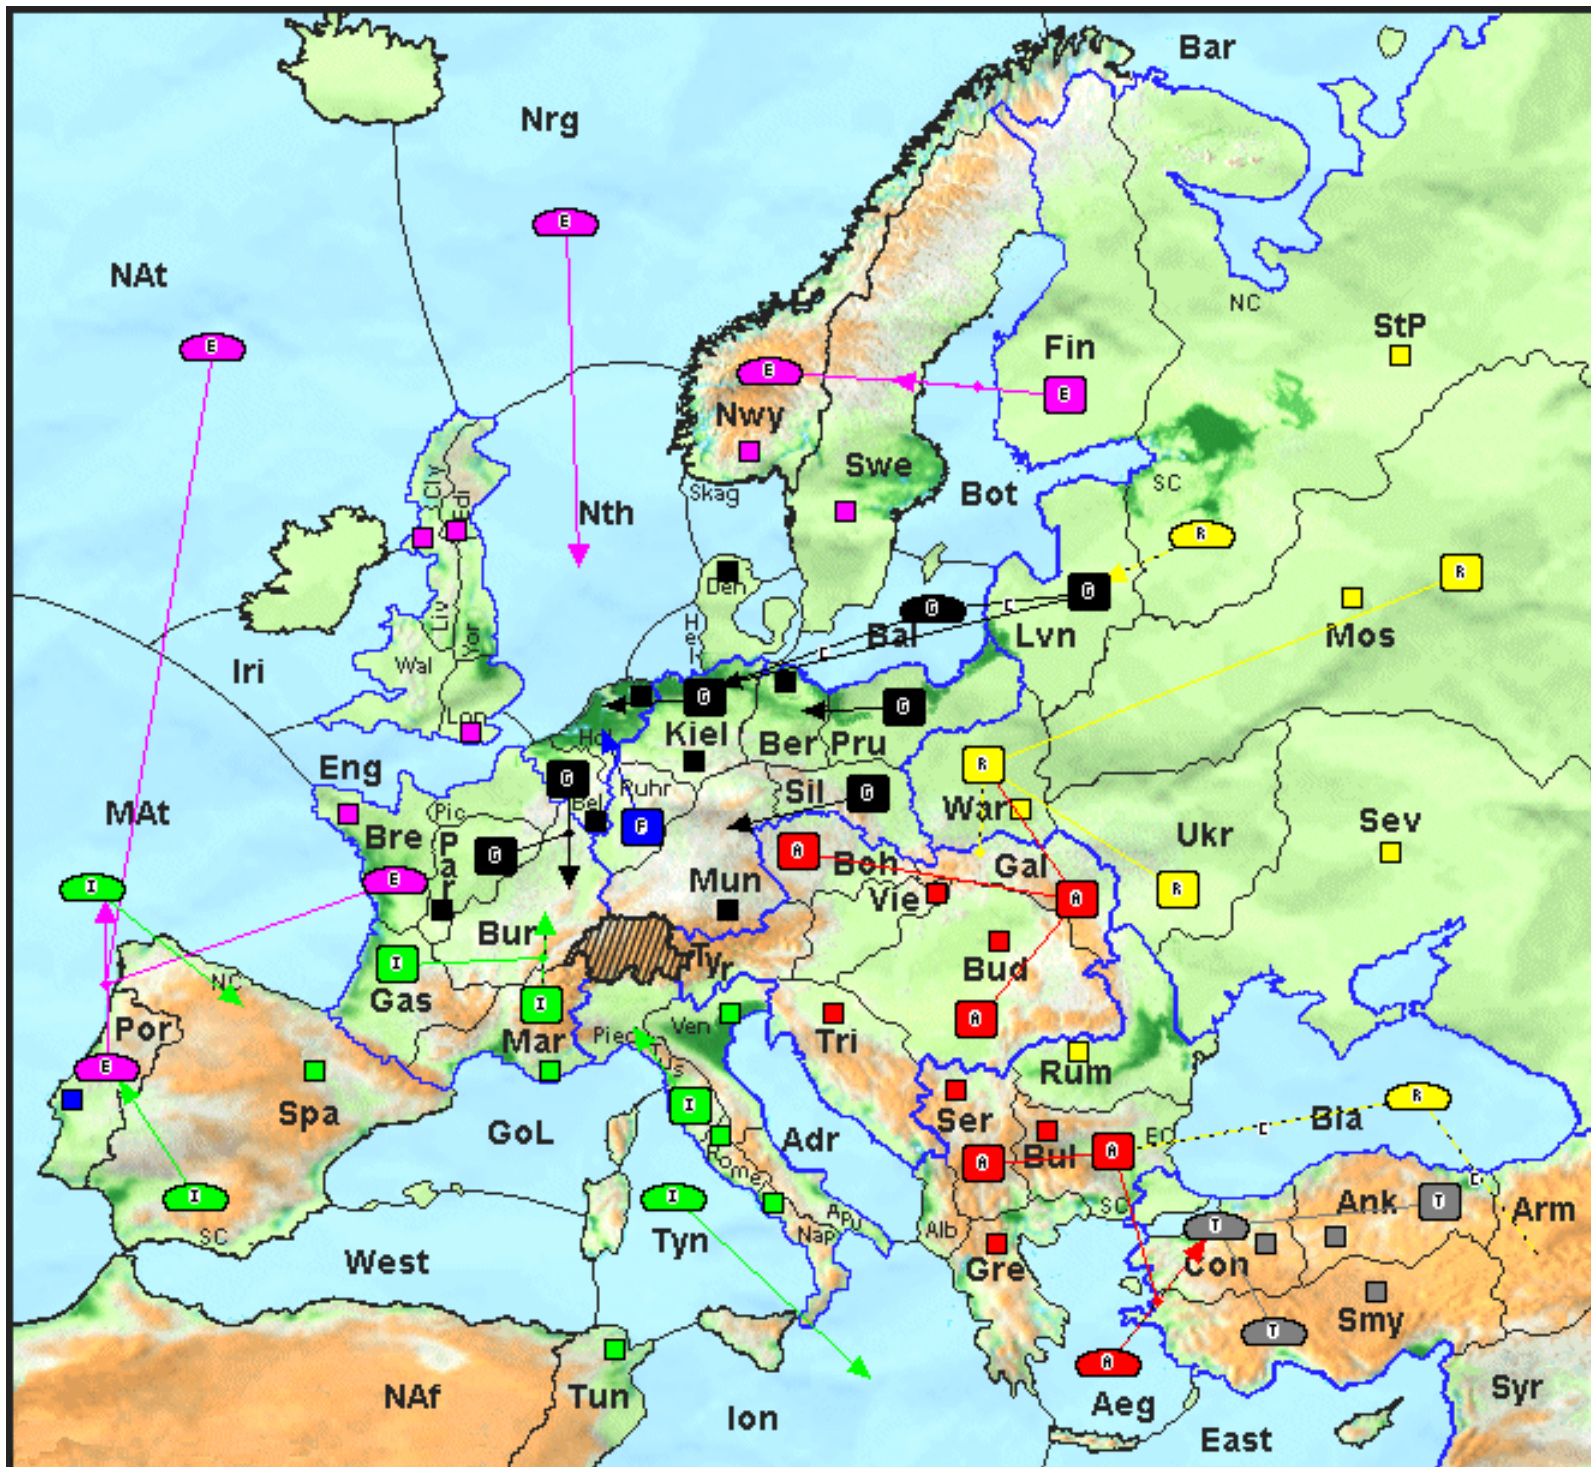 Bar
Nrg
E
NAt
NC
StP
E
Fin
E
E
Nwy
Swe
SC
Skag
Bot
Cly
Edi
Nth
R
R
Den
G
G
C
Bal
Lvn
Mos
Hel
Liv
Yor
Wal
Iri
C
G
G
Lon
Kiel
Ber
Pru
Hol
Eng
R
G
Ruhr
Sil
G
War
MAt
Pic
Bel
F
Bre
Par
G
A
Boh
Gal
Ukr
Sev
I
E
Mun
Vie
A
R
Bur
Bud
Tyr
I
NC
Gas
I
A
Por
Mar
Pied
Ven
Tri
Tus
Rum
E
R
I
Spa
Ser
GoL
Adr
Bla
C
EC
A
A
Bul
Rome
C
I
I
SC
Apu
SC
Ank
T
Arm
Tyn
Nap
Alb
T
West
Gre
Con
Smy
T
A
NAf
Tun
Ion
Aeg
Syr
East